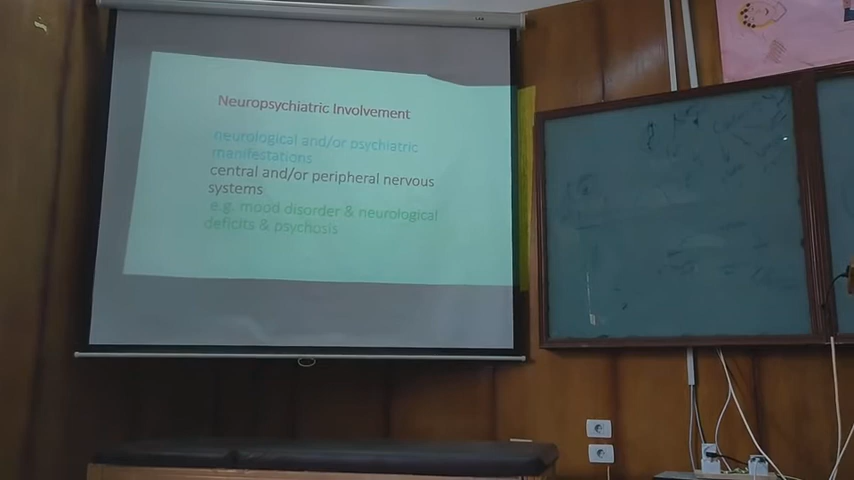 Neuropsychiatric Involvement
neurological and/or psychiatric
manifestations
central and/or peripheral nervous
systems
e.g. mood disorder & neurological
deficits & psychosis